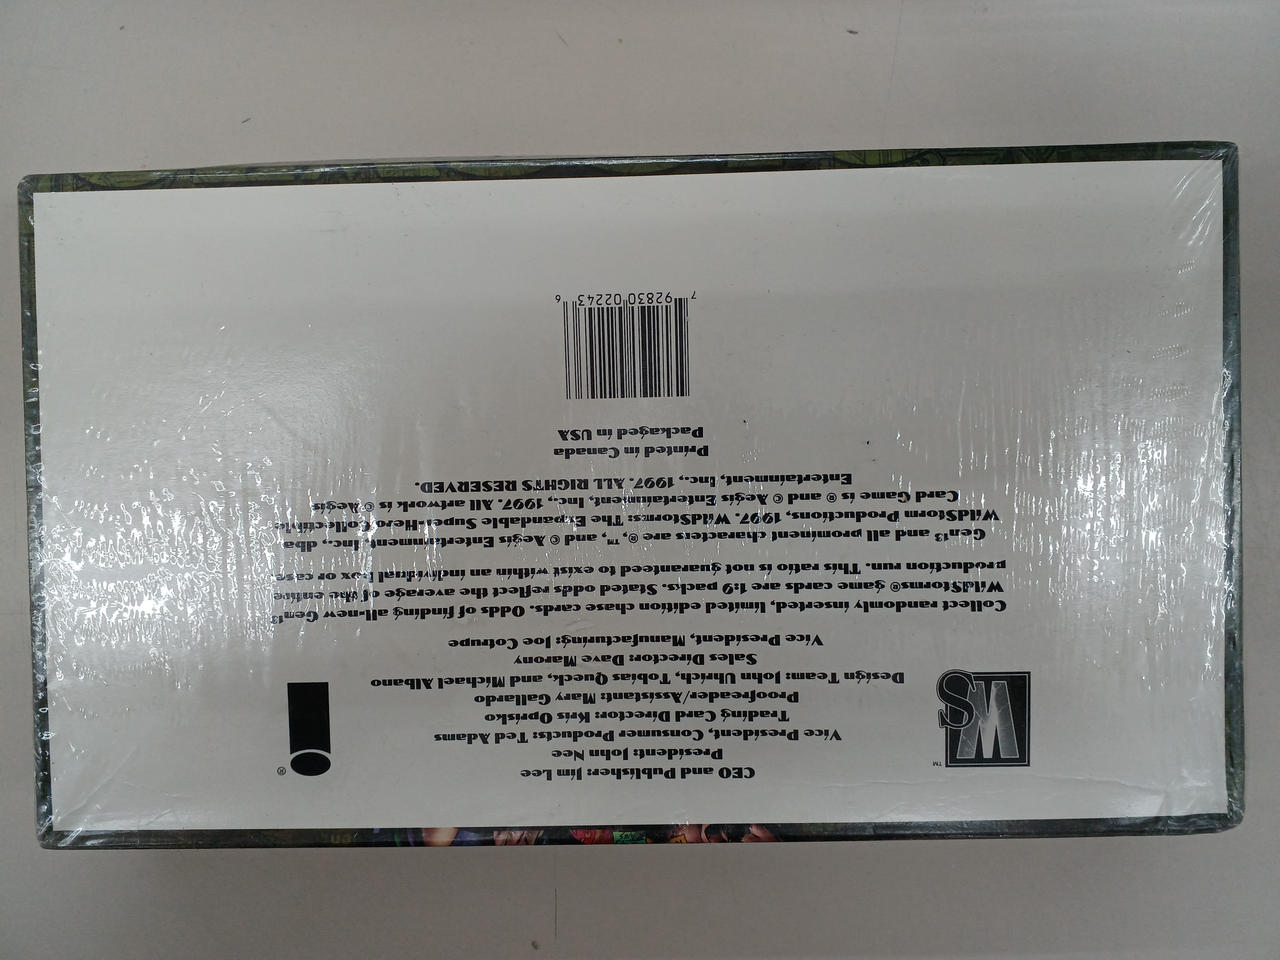 CEO and Publisher: Jim Lee
President: John Nee
Vice President, Consumer Products: Ted Adams
Trading Card Director: Kris Oprisko
Proofreader/Assistant: Mary Gallardo
Design Team: John Uhrich, Tobias Queck, and Michael Albano
Sales Director: Dave Marony
Vice President, Manufacturing: Joe Cotrupe
WS
™
®
Collect randomly inserted, limited edition chase cards. Odds of finding all-new Gen13
WildStorms® game cards are 1:9 packs. Stated odds reflect the average of the entire
production run. This ratio is not guaranteed to exist within an individual box or case.
Gen13 and all prominent characters are ®, ™, and © Aegis Entertainment, Inc., dba
WildStorm Productions, 1997. WildStorms: The Expandable Super-Hero Collectible
Card Game is ® and © Aegis Entertainment, Inc., 1997. All artwork is © Aegis
Entertainment, Inc., 1997. ALL RIGHTS RESERVED.
Printed in Canada
Packaged in USA
7 92830 02243 6